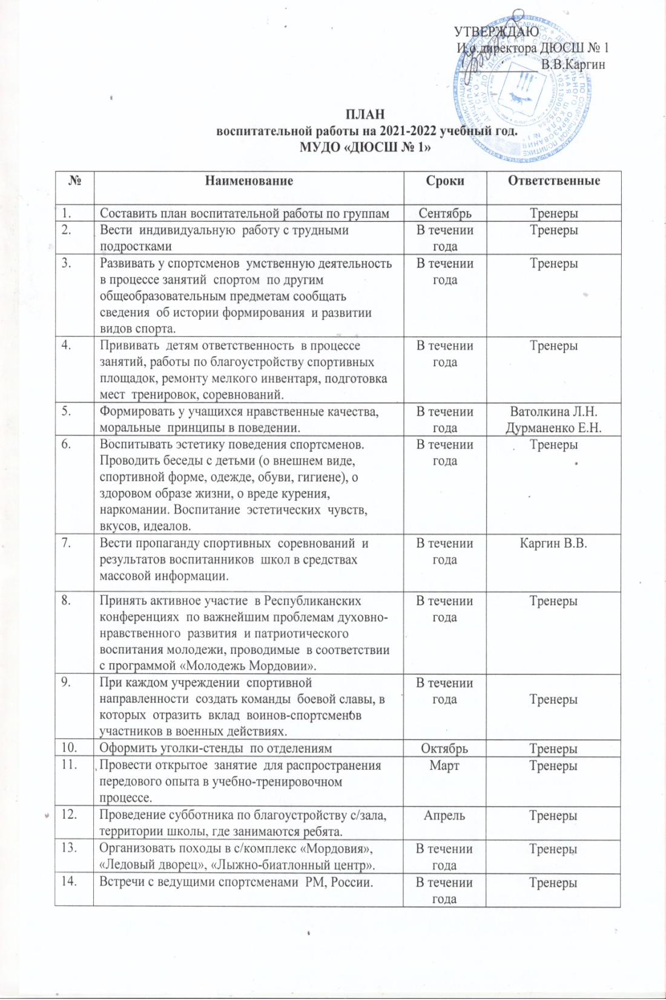 УТВЕРЖДАЮ
И.о.директора ДЮСШ № 1
____________ В.В.Каргин
ПЛАН
воспитательной работы на 2021-2022 учебный год.
МУДО «ДЮСШ № 1»
№ Наименование Сроки Ответственные
1. Составить план воспитательной работы по группам Сентябрь Тренеры
2. Вести индивидуальную работу с трудными В течении Тренеры
подростками года
3. Развивать у спортсменов умственную деятельность В течении Тренеры
в процессе занятий спортом по другим года
общеобразовательным предметам сообщать
сведения об истории формирования и развитии
видов спорта.
4. Прививать детям ответственность в процессе В течении Тренеры
занятий, работы по благоустройству спортивных года
площадок, ремонту мелкого инвентаря, подготовка
мест тренировок, соревнований.
5. Формировать у учащихся нравственные качества, В течении Ватолкина Л.Н.
моральные принципы в поведении. года Дурманенко Е.Н.
6. Воспитывать эстетику поведения спортсменов. В течении Тренеры
Проводить беседы с детьми (о внешнем виде, года
спортивной форме, одежде, обуви, гигиене), о
здоровом образе жизни, о вреде курения,
наркомании. Воспитание эстетических чувств,
вкусов, идеалов.
7. Вести пропаганду спортивных соревнований и В течении Каргин В.В.
результатов воспитанников школ в средствах года
массовой информации.
8. Принять активное участие в Республиканских В течении Тренеры
конференциях по важнейшим проблемам духовно- года
нравственного развития и патриотического
воспитания молодежи, проводимые в соответствии
с программой «Молодежь Мордовии».
9. При каждом учреждении спортивной В течении
направленности создать команды боевой славы, в года Тренеры
которых отразить вклад воинов-спортсменов
участников в военных действиях.
10. Оформить уголки-стенды по отделениям Октябрь Тренеры
11. Провести открытое занятие для распространения Март Тренеры
передового опыта в учебно-тренировочном
процессе.
12. Проведение субботника по благоустройству с/зала, Апрель Тренеры
территории школы, где занимаются ребята.
13. Организовать походы в с/комплекс «Мордовия», В течении Тренеры
«Ледовый дворец», «Лыжно-биатлонный центр». года
14. Встречи с ведущими спортсменами РМ, России. В течении Тренеры
года